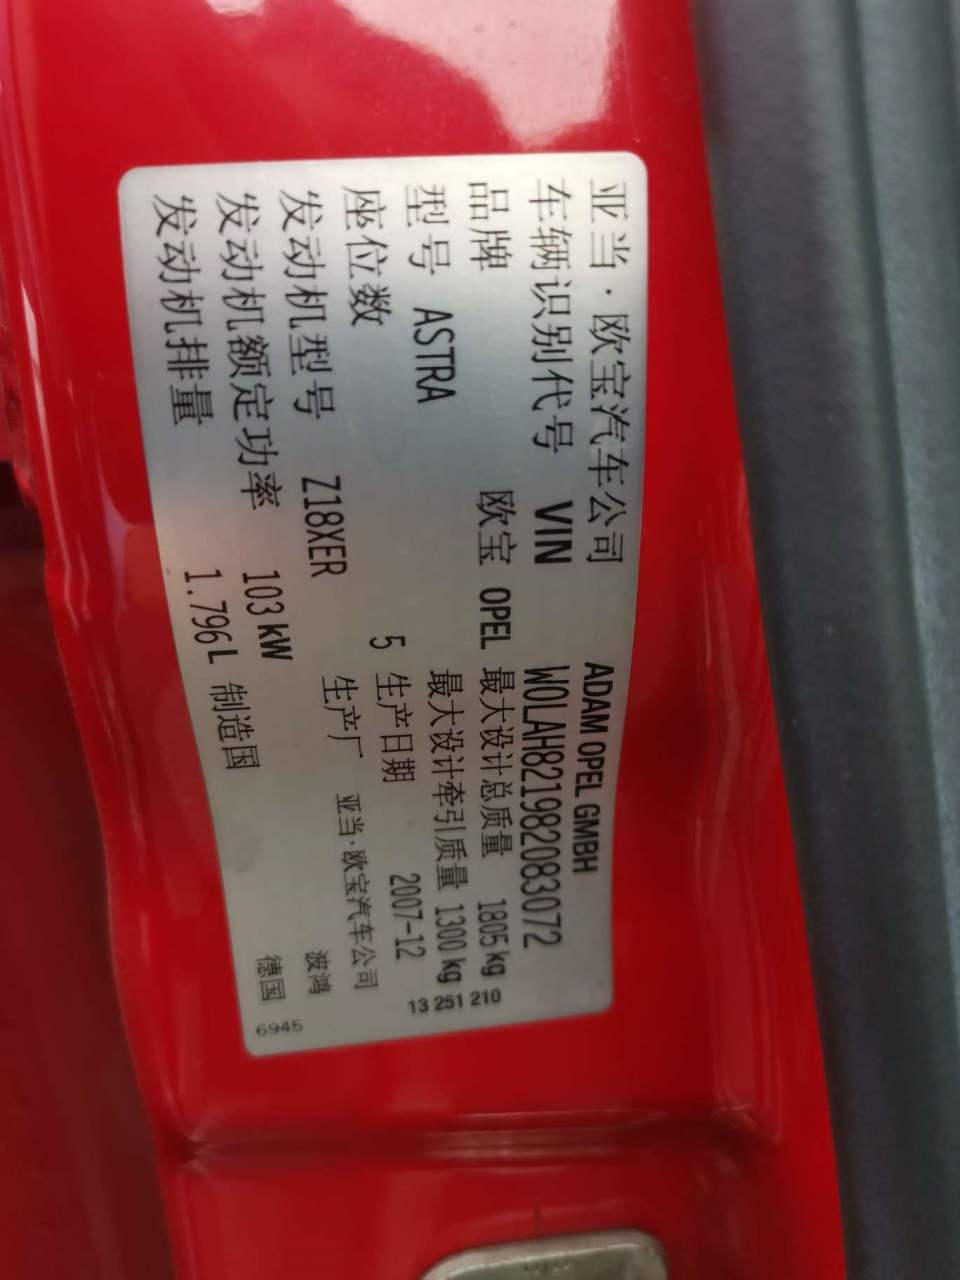 亚当·欧宝汽车公司 ADAM OPEL GMBH
车辆识别代号 VIN W0LAH821982083072
品牌 欧宝 OPEL 最大设计总质量 1805 kg
型号 ASTRA 最大设计牵引质量 1300 kg
13 251 210
座位数 5 生产日期 2007-12
发动机型号 Z18XER 生产厂 亚当·欧宝汽车公司
发动机额定功率 103 kW 波鸿
发动机排量 1.796 L 制造国 德国
6945